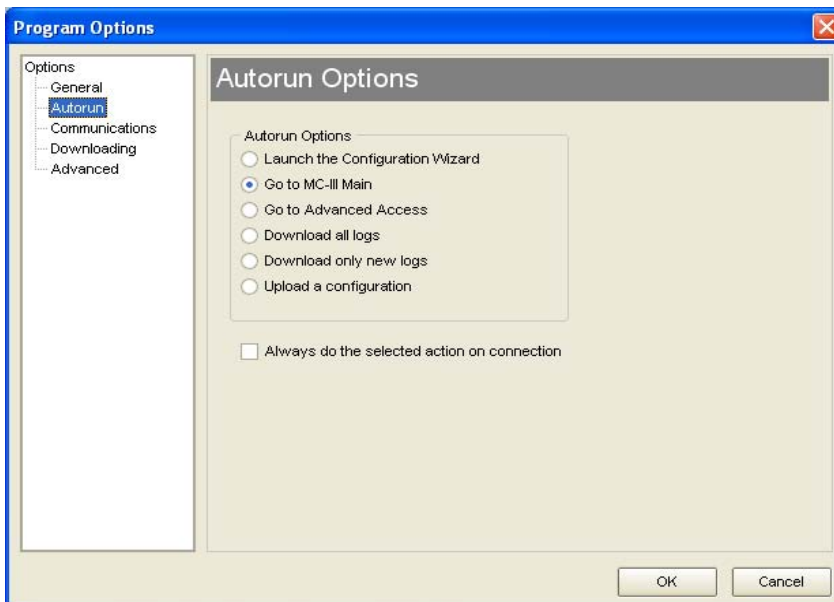 Program Options
Options
General
Autorun
Communications
Downloading
Advanced
Autorun Options
Autorun Options
Launch the Configuration Wizard
Go to MC-III Main
Go to Advanced Access
Download all logs
Download only new logs
Upload a configuration
Always do the selected action on connection
OK
Cancel